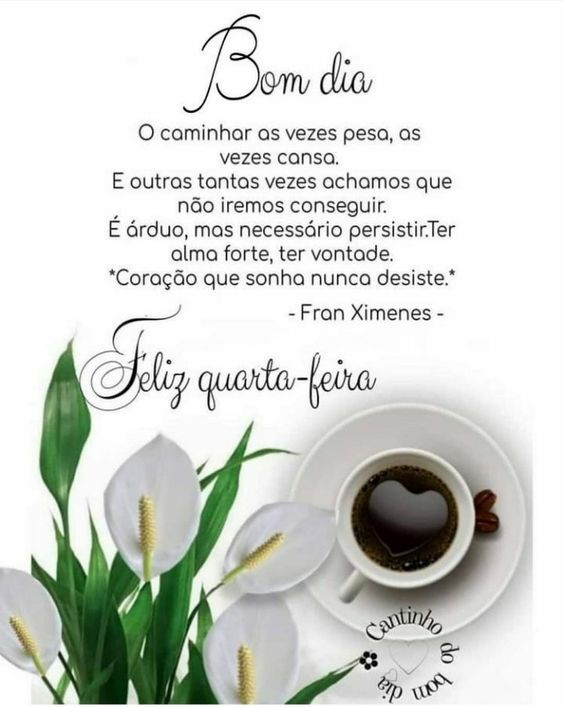 Bom dia
O caminhar as vezes pesa, as
vezes cansa.
E outras tantas vezes achamos que
não iremos conseguir.
É árduo, mas necessário persistir.Ter
alma forte, ter vontade.
*Coração que sonha nunca desiste.*
- Fran Ximenes -
Feliz quarta-feira
Cantinho do bom dia